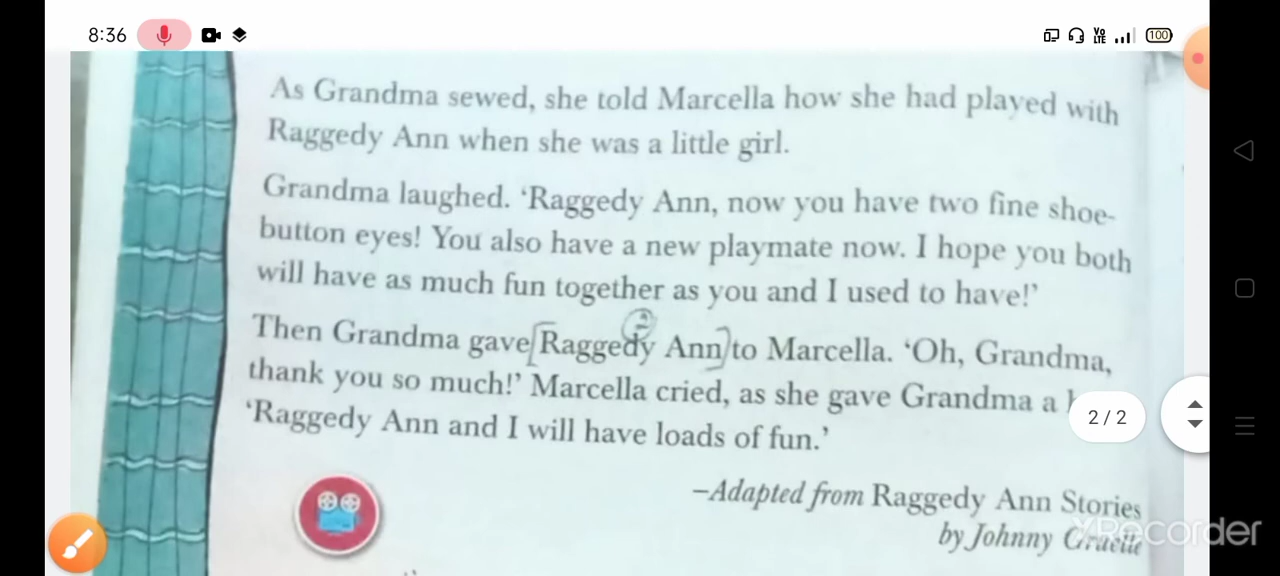 8:36
VO LTE 100
As Grandma sewed, she told Marcella how she had played with
Raggedy Ann when she was a little girl.
Grandma laughed. ‘Raggedy Ann, now you have two fine shoe-
button eyes! You also have a new playmate now. I hope you both
will have as much fun together as you and I used to have!’
Then Grandma gave [Raggedy Ann] to Marcella. ‘Oh, Grandma,
thank you so much!’ Marcella cried, as she gave Grandma a
2/2
‘Raggedy Ann and I will have loads of fun.’
–Adapted from Raggedy Ann Stories
by Johnny Gruelle
XRecorder